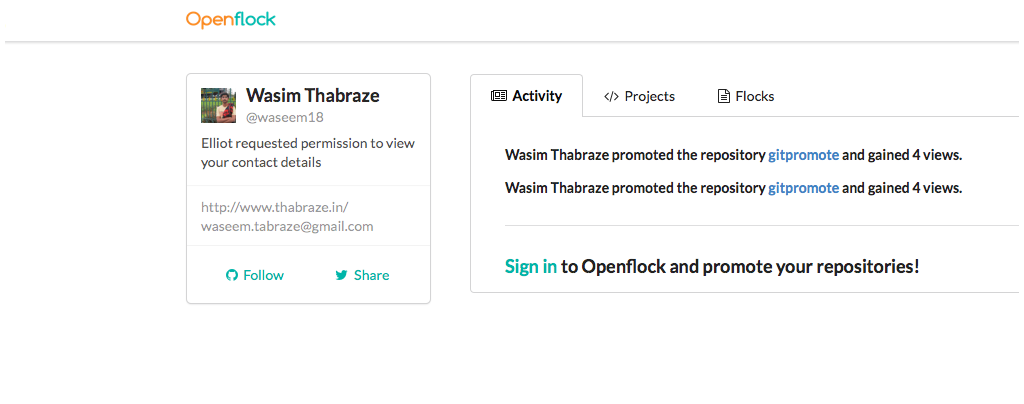 Openflock
Wasim Thabraze
@waseem18
Elliot requested permission to view
your contact details
http://www.thabraze.in/
waseem.tabraze@gmail.com
Follow Share
Activity Projects Flocks
Wasim Thabraze promoted the repository gitpromote and gained 4 views.
Wasim Thabraze promoted the repository gitpromote and gained 4 views.
Sign in to Openflock and promote your repositories!